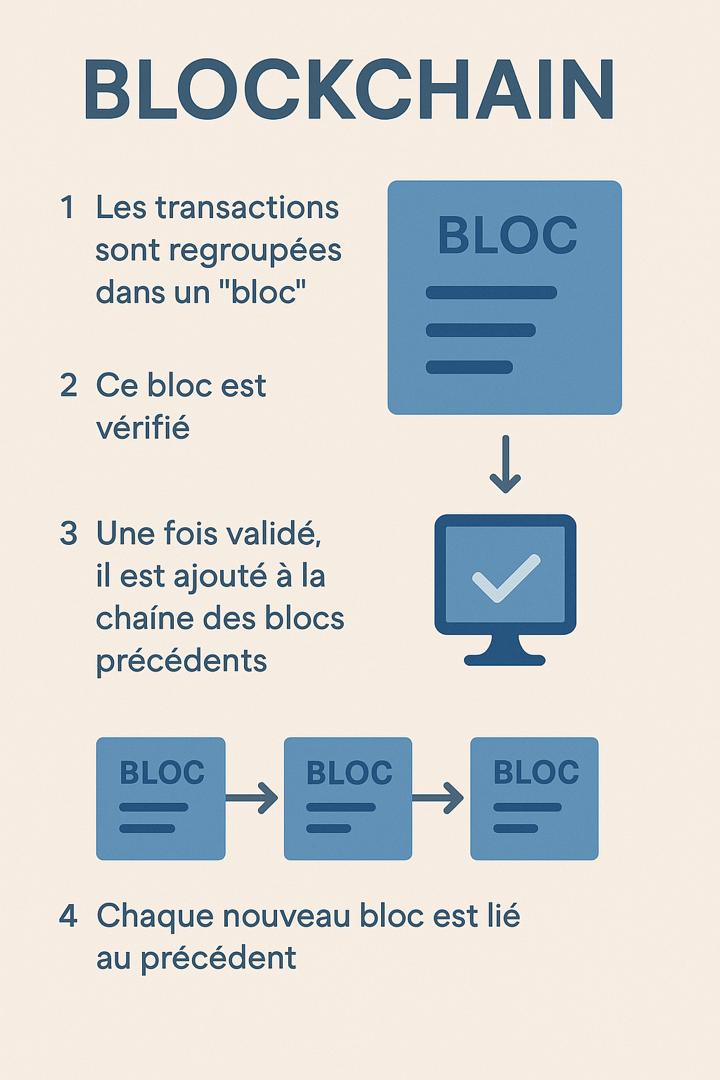 BLOCKCHAIN
1 Les transactions
sont regroupées
dans un "bloc"
BLOC
2 Ce bloc est
vérifié
3 Une fois validé,
il est ajouté à la
chaíne des blocs
précédents
BLOC
BLOC
BLOC
4 Chaque nouveau bloc est lié
au précédent